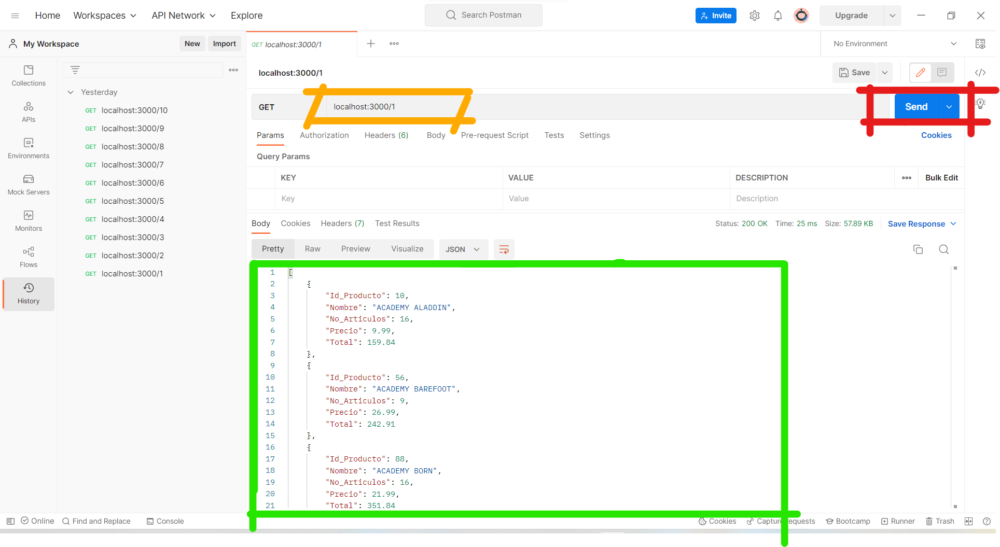 Home Workspaces API Network Explore Search Postman Invite Upgrade
My Workspace New Import GET localhost:3000/1 No Environment
Collections
APIs
Environments
Mock Servers
Monitors
Flows
History
Yesterday
GET localhost:3000/10
GET localhost:3000/9
GET localhost:3000/8
GET localhost:3000/7
GET localhost:3000/6
GET localhost:3000/5
GET localhost:3000/4
GET localhost:3000/3
GET localhost:3000/2
GET localhost:3000/1
localhost:3000/1 Save
GET localhost:3000/1 Send
Params Authorization Headers (6) Body Pre-request Script Tests Settings Cookies
Query Params
KEY VALUE DESCRIPTION Bulk Edit
Key Value Description
Body Cookies Headers (7) Test Results Status: 200 OK Time: 25 ms Size: 57.89 KB Save Response
Pretty Raw Preview Visualize JSON
1 [
2 {
3 "Id_Producto": 10,
4 "Nombre": "ACADEMY ALADDIN",
5 "No_Articulos": 16,
6 "Precio": 9.99,
7 "Total": 159.84
8 },
9 {
10 "Id_Producto": 56,
11 "Nombre": "ACADEMY BAREFOOT",
12 "No_Articulos": 9,
13 "Precio": 26.99,
14 "Total": 242.91
15 },
16 {
17 "Id_Producto": 88,
18 "Nombre": "ACADEMY BORN",
19 "No_Articulos": 16,
20 "Precio": 21.99,
21 "Total": 351.84
Online Find and Replace Console Cookies Capture requests Bootcamp Runner Trash